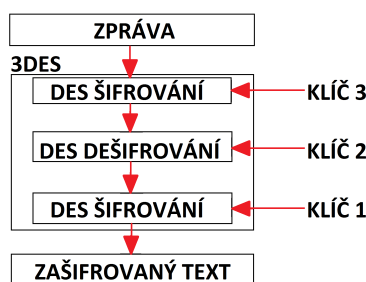 ZPRÁVA
3DES
DES ŠIFROVÁNÍ KLÍČ 3
DES DEŠIFROVÁNÍ KLÍČ 2
DES ŠIFROVÁNÍ KLÍČ 1
ZAŠIFROVANÝ TEXT